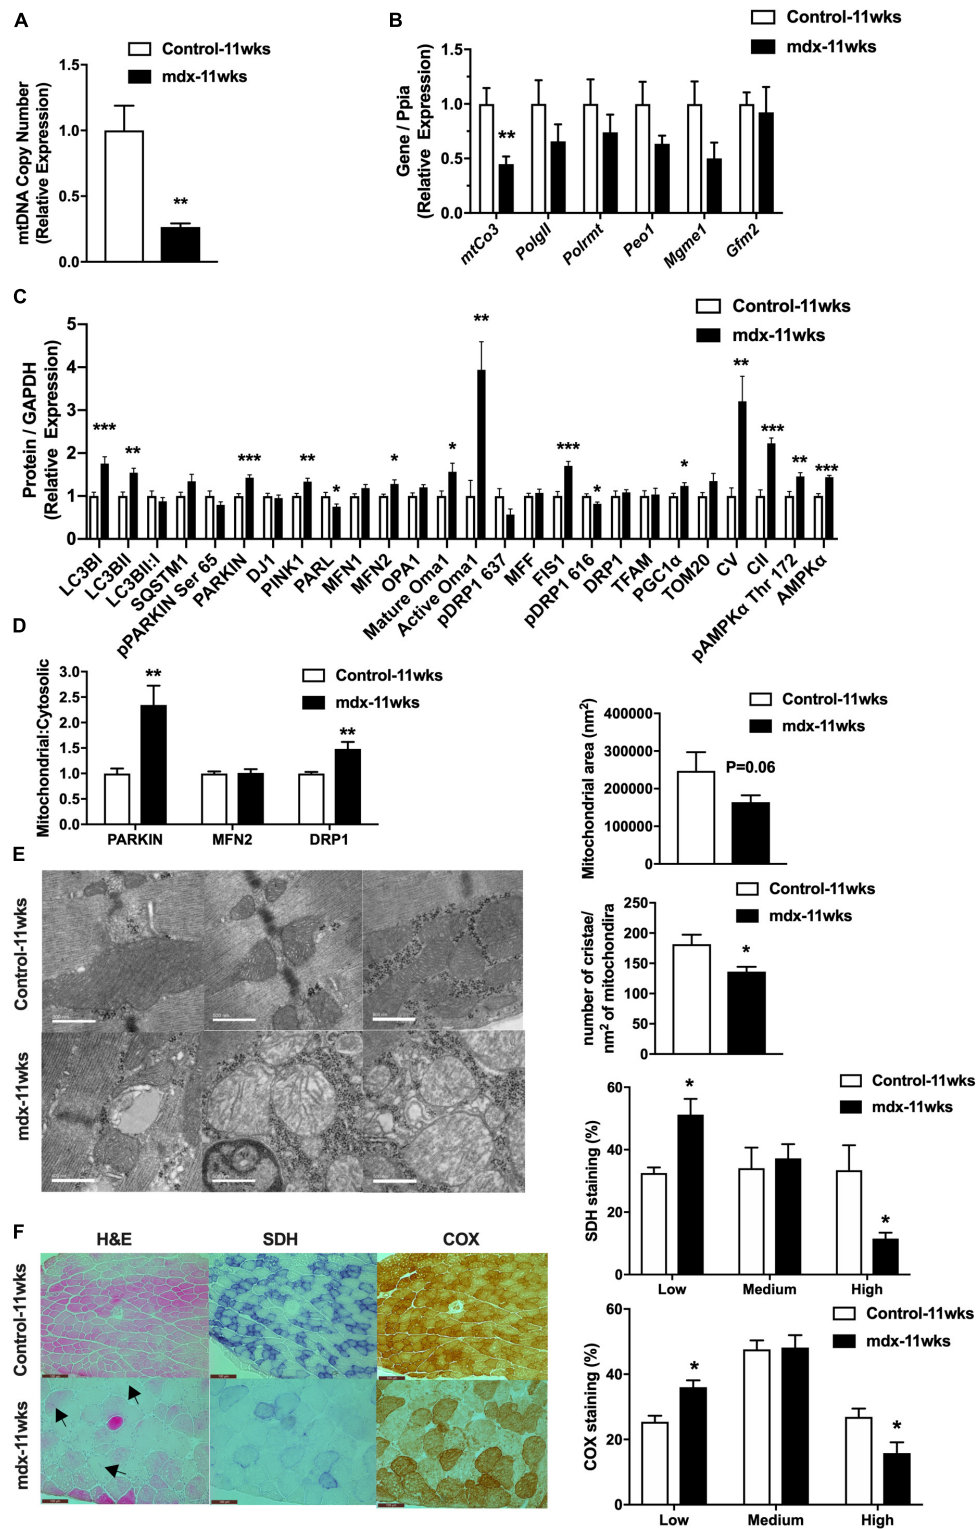 A
Control-11wks
mdx-11wks
mtDNA Copy Number
(Relative Expression)
1.5
1.0
0.5
0.0
**
B
Control-11wks
mdx-11wks
Gene / Ppia
(Relative Expression)
1.5
1.0
0.5
0.0
**
mtCo3
PolgII
Polrmt
Peo1
Mgme1
Gfm2
C
Control-11wks
mdx-11wks
Protein / GAPDH
(Relative Expression)
5
4
3
2
1
0
***
**
***
**
*
*
*
**
***
*
*
**
***
**
***
LC3BI
LC3BII
LC3BII:I
SQSTM1
pPARKIN Ser 65
PARKIN
DJ1
PINK1
PARL
MFN1
MFN2
OPA1
Mature Oma1
Active Oma1
pDRP1 637
MFF
FIS1
pDRP1 616
DRP1
TFAM
PGC1α
TOM20
CV
CII
pAMPKα Thr 172
AMPKα
D
Control-11wks
mdx-11wks
Mitochondrial:Cytosolic
3.0
2.5
2.0
1.5
1.0
0.5
0.0
**
**
PARKIN
MFN2
DRP1
Control-11wks
mdx-11wks
Mitochondrial area (nm²)
400000
300000
200000
100000
0
P=0.06
E
Control-11wks
mdx-11wks
Control-11wks
mdx-11wks
number of cristae/
nm² of mitochondira
250
200
150
100
50
0
*
Control-11wks
mdx-11wks
SDH staining (%)
60
40
20
0
*
*
Low
Medium
High
F
H&E
SDH
COX
Control-11wks
mdx-11wks
Control-11wks
mdx-11wks
COX staining (%)
60
40
20
0
*
*
Low
Medium
High